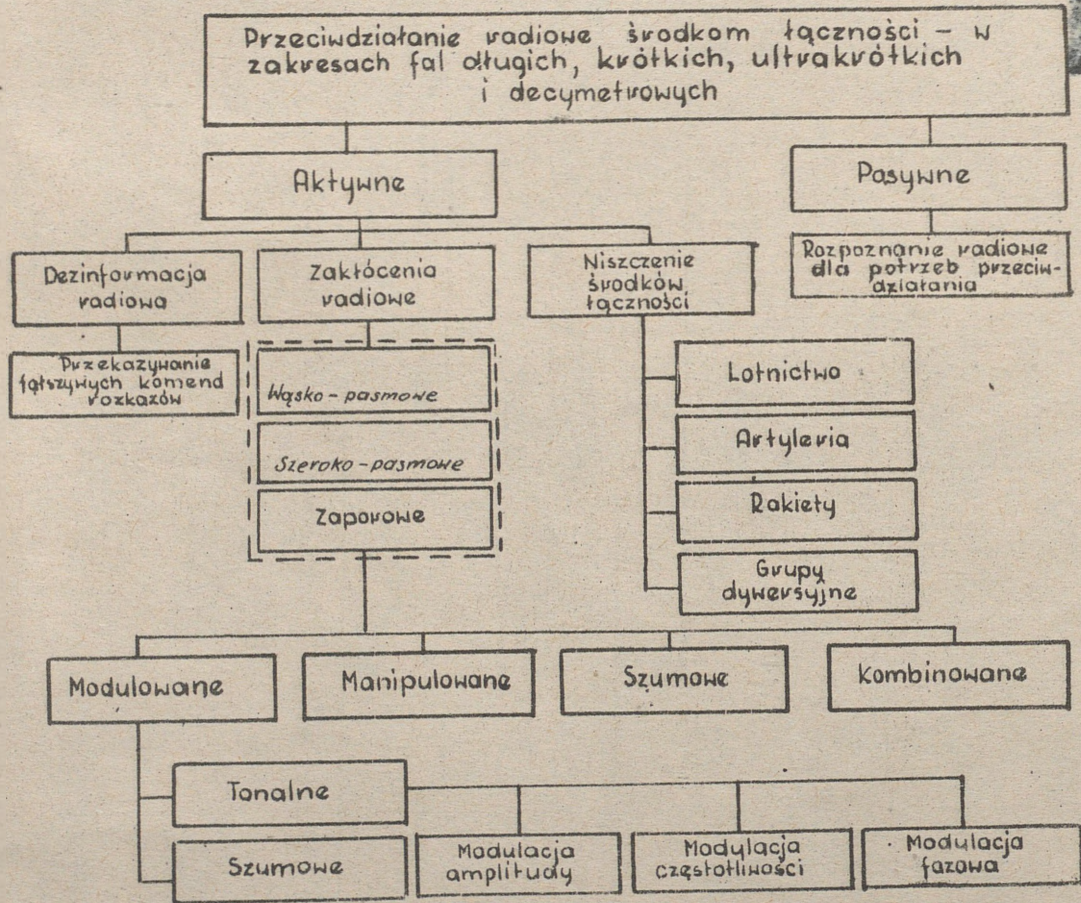 Przeciwdziałanie radiowe środkom łączności – w
zakresach fal długich, krótkich, ultrakrótkich
i decymetrowych
Aktywne
Pasywne
Dezinformacja
radiowa
Zakłócenia
radiowe
Niszczenie
środków
łączności
Rozpoznanie radiowe
dla potrzeb przeciw-
działania
Przekazywanie
fałszywych komend
rozkazów
Wąsko-pasmowe
Szeroko-pasmowe
Zaporowe
Lotnictwo
Artyleria
Rakiety
Grupy
dywersyjne
Modulowane
Manipulowane
Szumowe
Kombinowane
Tonalne
Szumowe
Modulacja
amplitudy
Modulacja
częstotliwości
Modulacja
fazowa